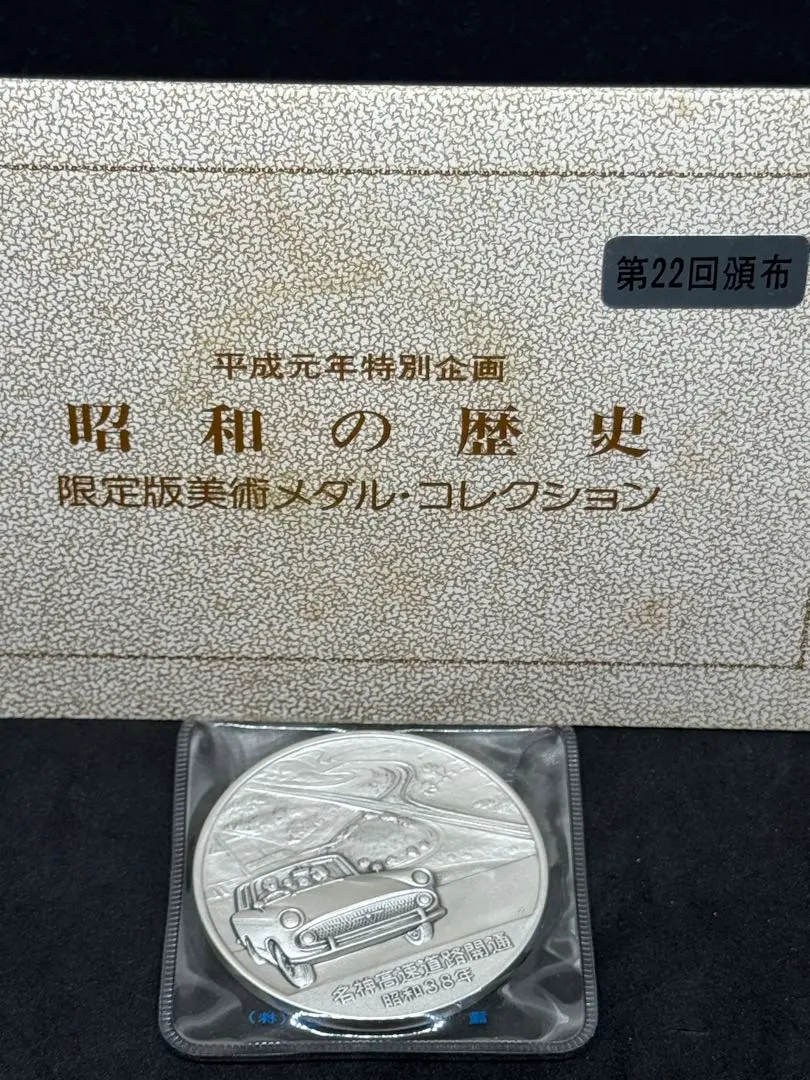 第22回頒布
平成元年特別企画
昭和の歴史
限定版美術メダル・コレクション
名神高速道路開通
昭和38年
(株)